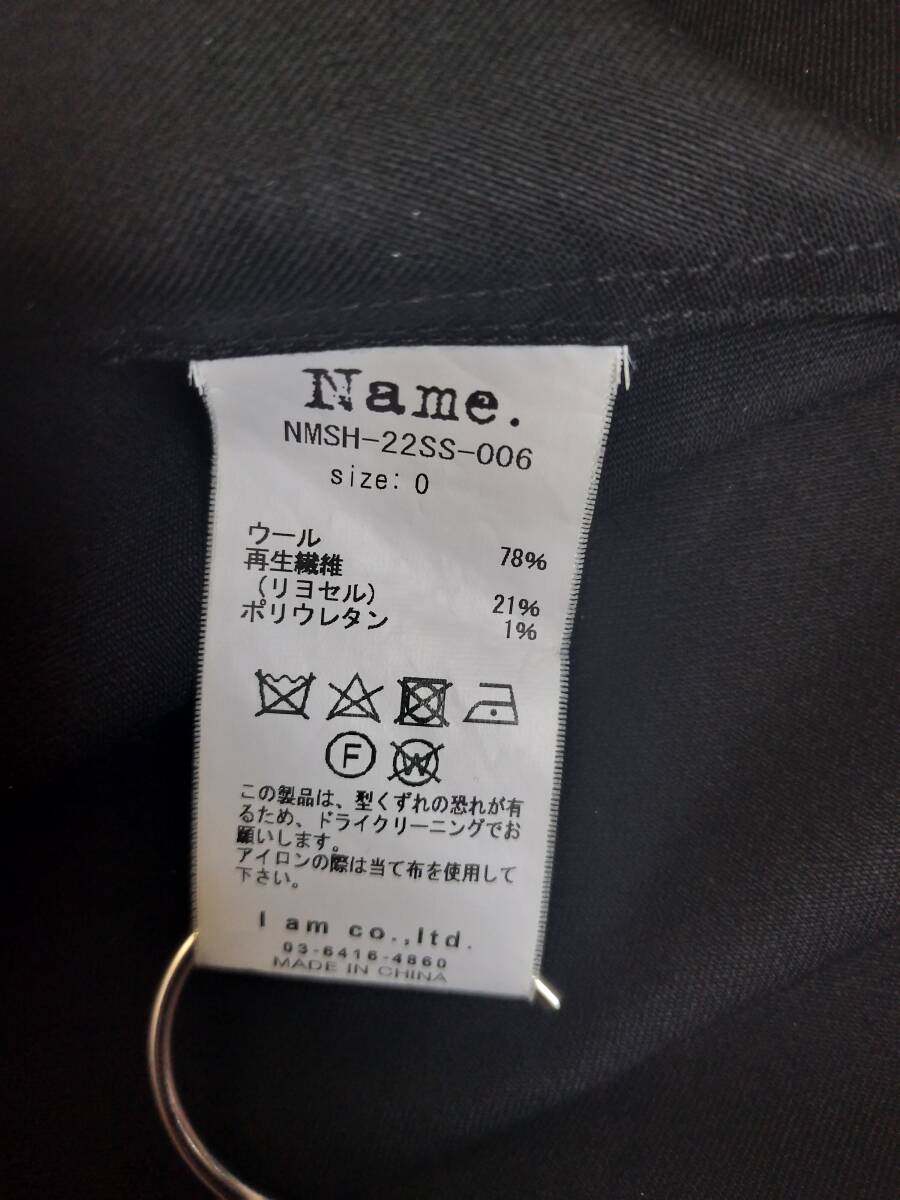 Name.
NMSH-22SS-006
size: 0
ウール 78%
再生繊維
(リヨセル) 21%
ポリウレタン 1%
F
W
この製品は、型くずれの恐れが有
るため、ドライクリーニングでお
願いします。
アイロンの際は当て布を使用して
下さい。
I am co.,ltd.
03-6416-4860
MADE IN CHINA